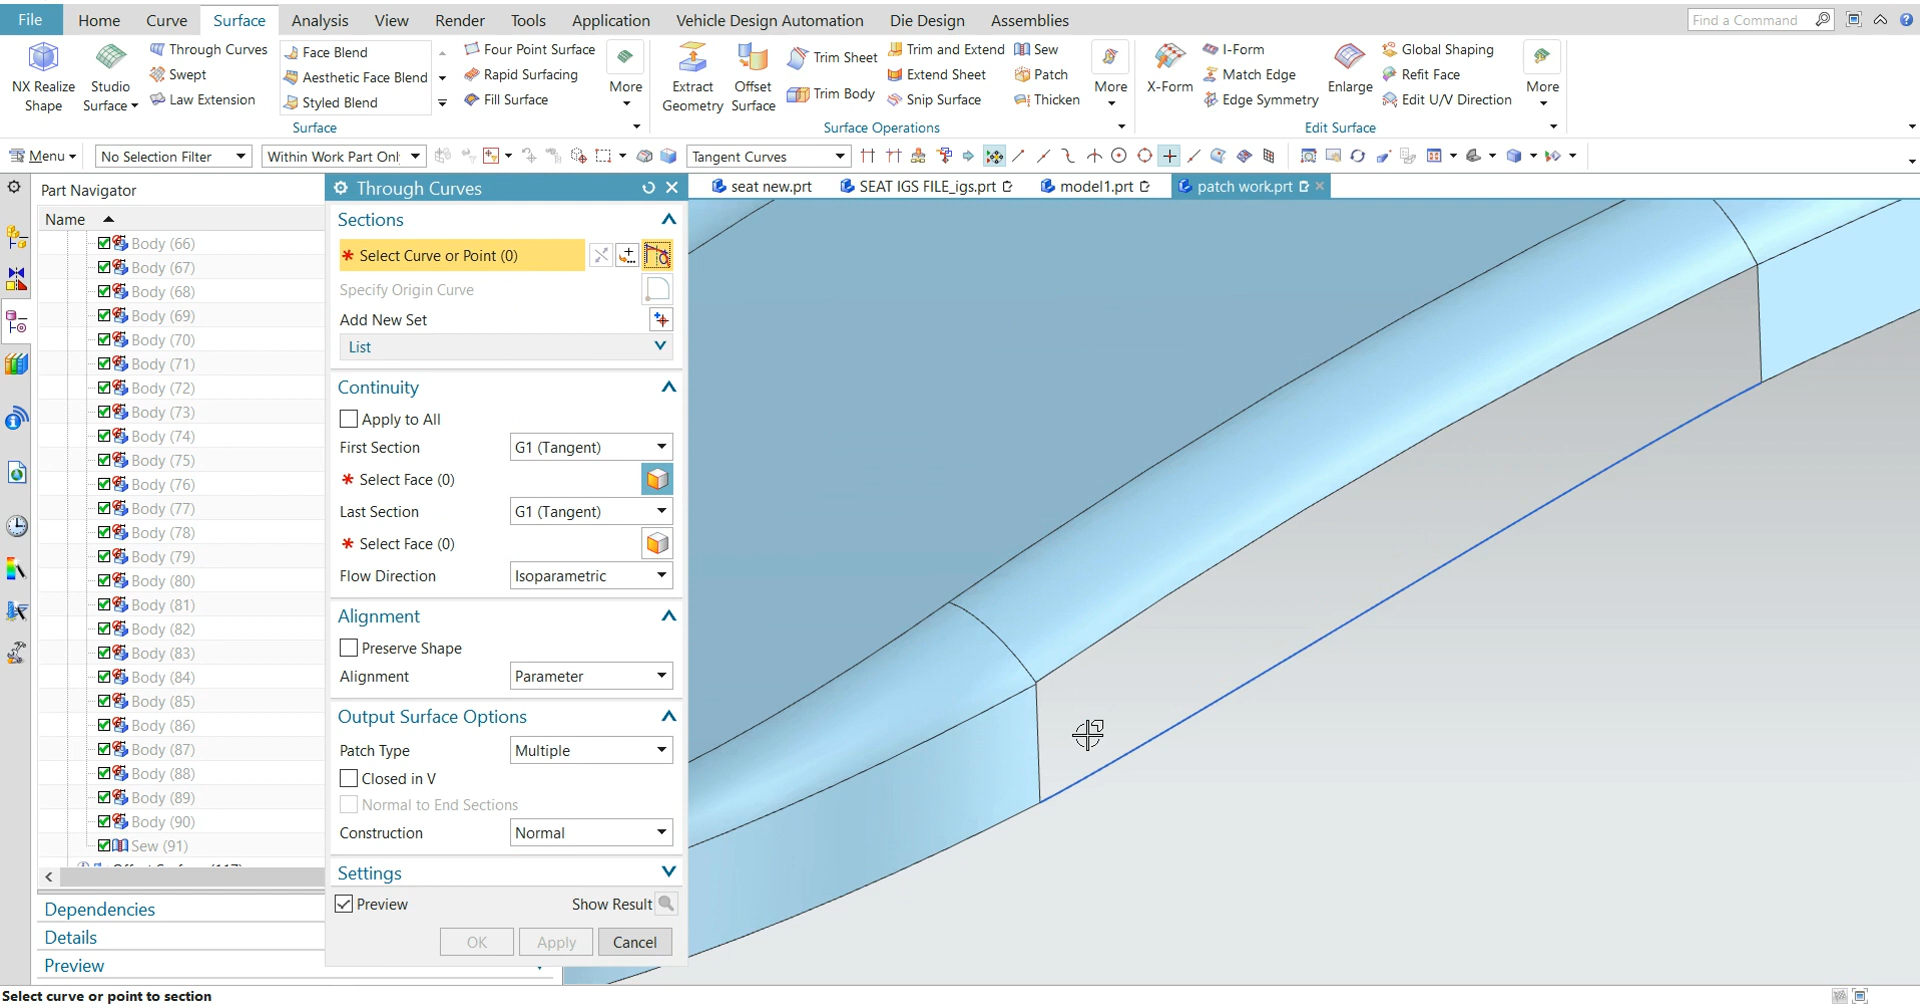 File Home Curve Surface Analysis View Render Tools Application Vehicle Design Automation Die Design Assemblies Find a Command
Through Curves Face Blend Four Point Surface Trim and Extend Sew I-Form Global Shaping
Trim Sheet
Swept Aesthetic Face Blend Rapid Surfacing Extend Sheet Patch Match Edge Refit Face
NX Realize Shape Studio Surface More Extract Geometry Offset Surface More X-Form Enlarge More
Trim Body
Law Extension Styled Blend Fill Surface Snip Surface Thicken Edge Symmetry Edit U/V Direction
Surface Surface Operations Edit Surface
Menu No Selection Filter Within Work Part Onl Tangent Curves
Part Navigator Through Curves seat new.prt SEAT IGS FILE_igs.prt model1.prt patch work.prt
Name
Sections
Body (66)
Select Curve or Point (0)
Body (67)
Specify Origin Curve
Body (68)
Add New Set
Body (69)
List
Body (70)
Body (71)
Continuity
Body (72)
Apply to All
Body (73)
First Section G1 (Tangent)
Body (74)
Body (75)
Select Face (0)
Body (76)
Last Section G1 (Tangent)
Body (77)
Body (78)
Select Face (0)
Body (79)
Flow Direction Isoparametric
Body (80)
Body (81)
Alignment
Body (82)
Preserve Shape
Body (83)
Alignment Parameter
Body (84)
Body (85)
Output Surface Options
Body (86)
Patch Type Multiple
Body (87)
Closed in V
Body (88)
Body (89)
Normal to End Sections
Body (90)
Construction Normal
Sew (91)
Settings
Preview Show Result
Dependencies
Details
OK Apply Cancel
Preview
Select curve or point to section